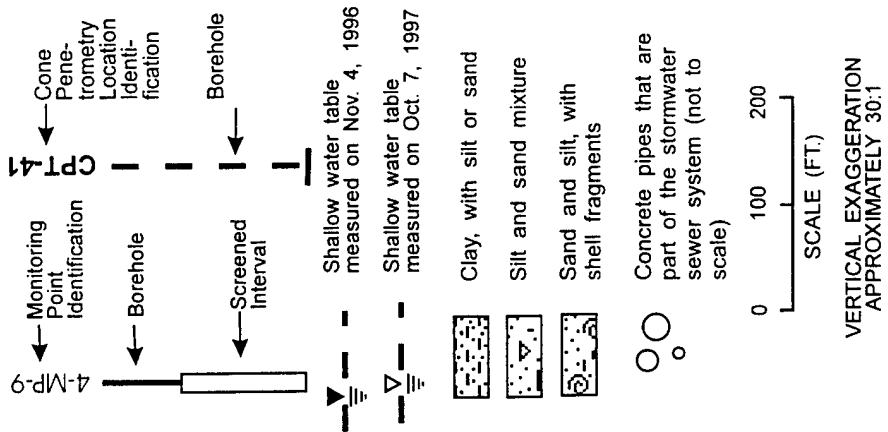 4-MP-9
Monitoring
Point
Identification
Borehole
Screened
Interval
CPT-41
Cone
Pene-
trometry
Location
Identi-
fication
Borehole
Shallow water table
measured on Nov. 4, 1996
Shallow water table
measured on Oct. 7, 1997
Clay, with silt or sand
Silt and sand mixture
Sand and silt, with
shell fragments
Concrete pipes that are
part of the stormwater
sewer system (not to
scale)
0 100 200
SCALE (FT.)
VERTICAL EXAGGERATION
APPROXIMATELY 30:1